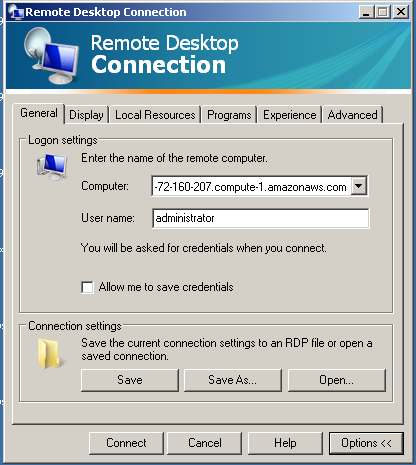 Remote Desktop Connection
Remote Desktop
Connection
General Display Local Resources Programs Experience Advanced
Logon settings
Enter the name of the remote computer.
Computer: -72-160-207.compute-1.amazonaws.com
User name: administrator
You will be asked for credentials when you connect.
Allow me to save credentials
Connection settings
Save the current connection settings to an RDP file or open a
saved connection.
Save Save As... Open...
Connect Cancel Help Options <<